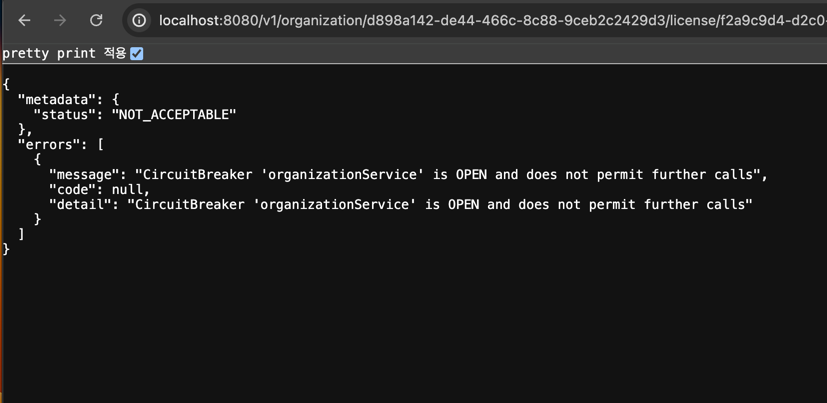 localhost:8080/v1/organization/d898a142-de44-466c-8c88-9ceb2c2429d3/license/f2a9c9d4-d2c0-
pretty print 적용
{
  "metadata": {
    "status": "NOT_ACCEPTABLE"
  },
  "errors": [
    {
      "message": "CircuitBreaker 'organizationService' is OPEN and does not permit further calls",
      "code": null,
      "detail": "CircuitBreaker 'organizationService' is OPEN and does not permit further calls"
    }
  ]
}